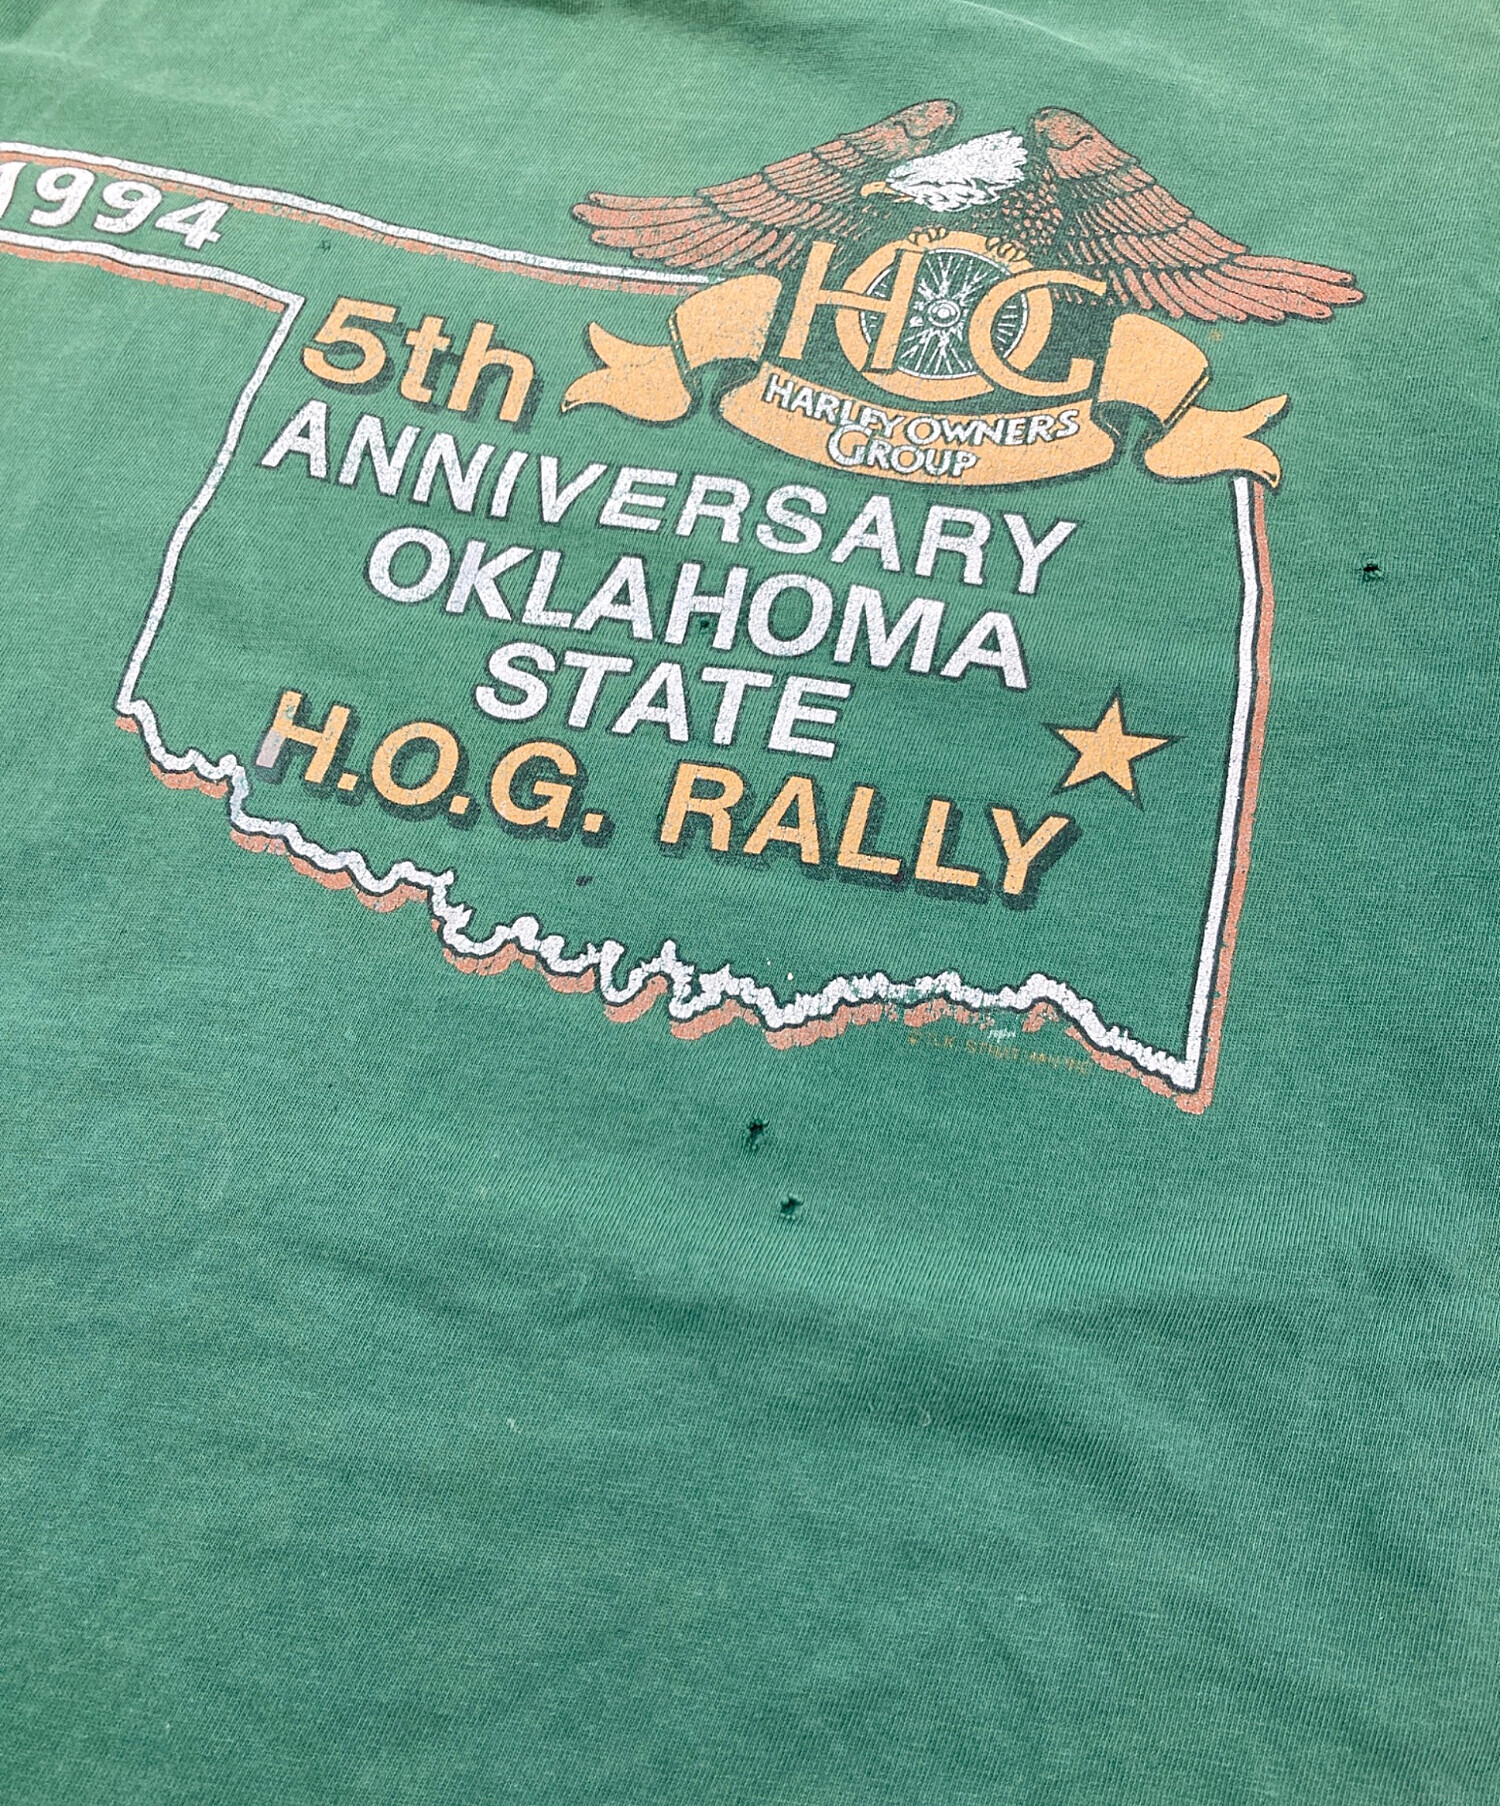 1994
HOG
HARLEY OWNERS
GROUP
5th
ANNIVERSARY
OKLAHOMA
STATE
H.O.G. RALLY